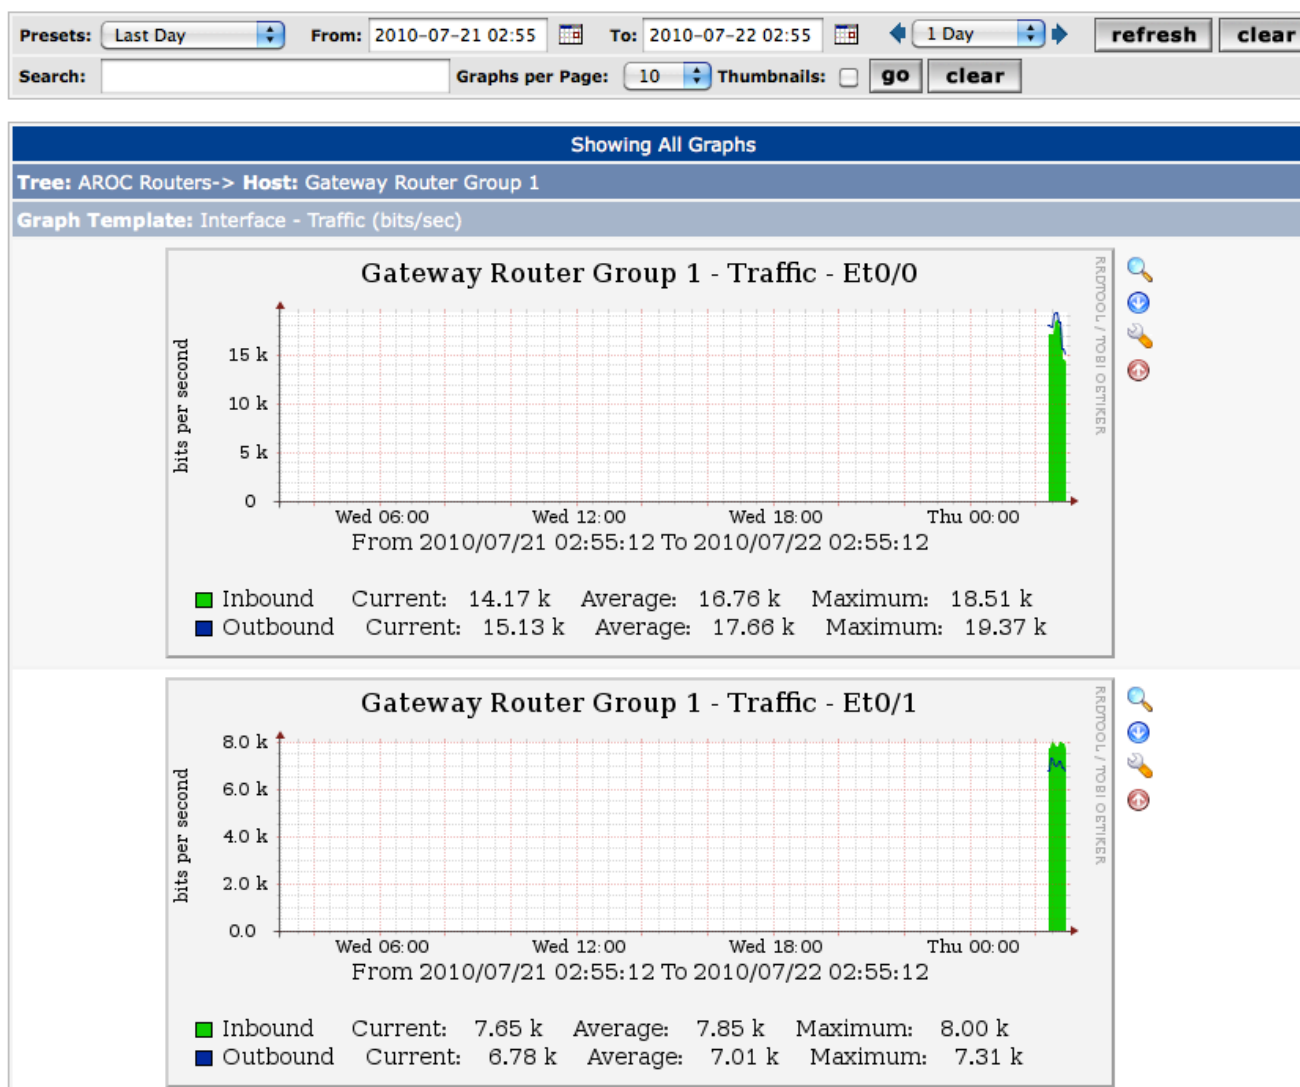 Presets: Last Day From: 2010-07-21 02:55 To: 2010-07-22 02:55 1 Day refresh clear
Search: Graphs per Page: 10 Thumbnails: go clear
Showing All Graphs
Tree: AROC Routers-> Host: Gateway Router Group 1
Graph Template: Interface - Traffic (bits/sec)
Gateway Router Group 1 - Traffic - Et0/0
RRDTOOL / TOBI OETIKER
bits per second
15 k
10 k
5 k
0
Wed 06:00 Wed 12:00 Wed 18:00 Thu 00:00
From 2010/07/21 02:55:12 To 2010/07/22 02:55:12
Inbound Current: 14.17 k Average: 16.76 k Maximum: 18.51 k
Outbound Current: 15.13 k Average: 17.66 k Maximum: 19.37 k
Gateway Router Group 1 - Traffic - Et0/1
RRDTOOL / TOBI OETIKER
bits per second
8.0 k
6.0 k
4.0 k
2.0 k
0.0
Wed 06:00 Wed 12:00 Wed 18:00 Thu 00:00
From 2010/07/21 02:55:12 To 2010/07/22 02:55:12
Inbound Current: 7.65 k Average: 7.85 k Maximum: 8.00 k
Outbound Current: 6.78 k Average: 7.01 k Maximum: 7.31 k